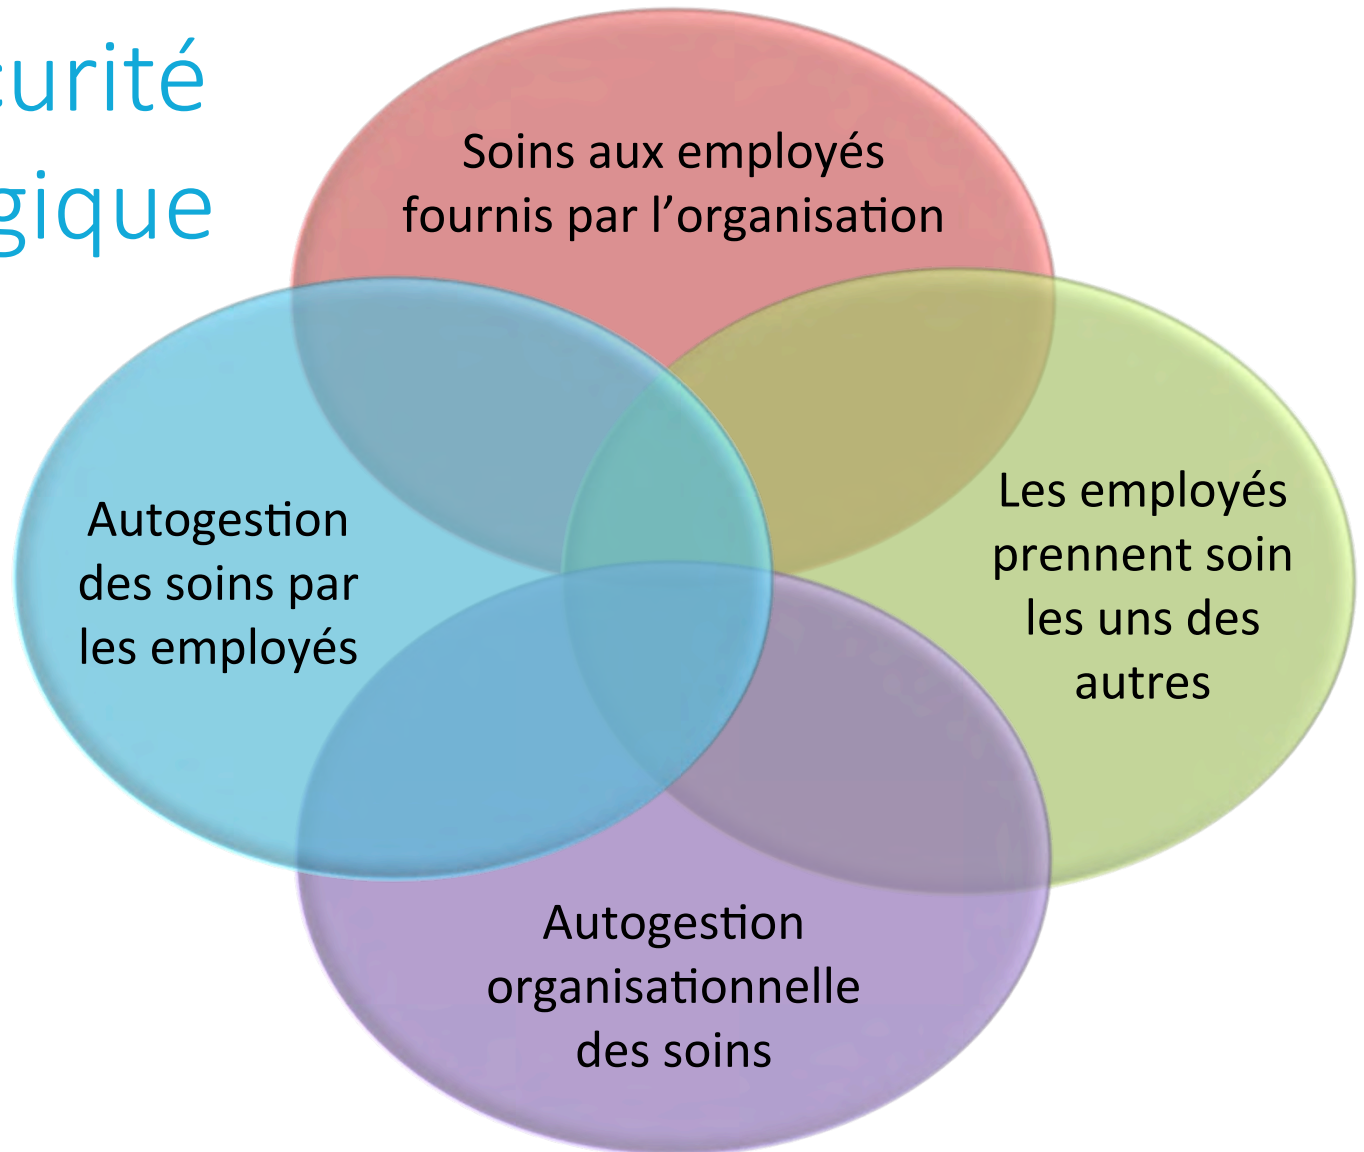 curité
gique
Soins aux employés
fournis par l’organisation
Autogestion
des soins par
les employés
Les employés
prennent soin
les uns des
autres
Autogestion
organisationnelle
des soins